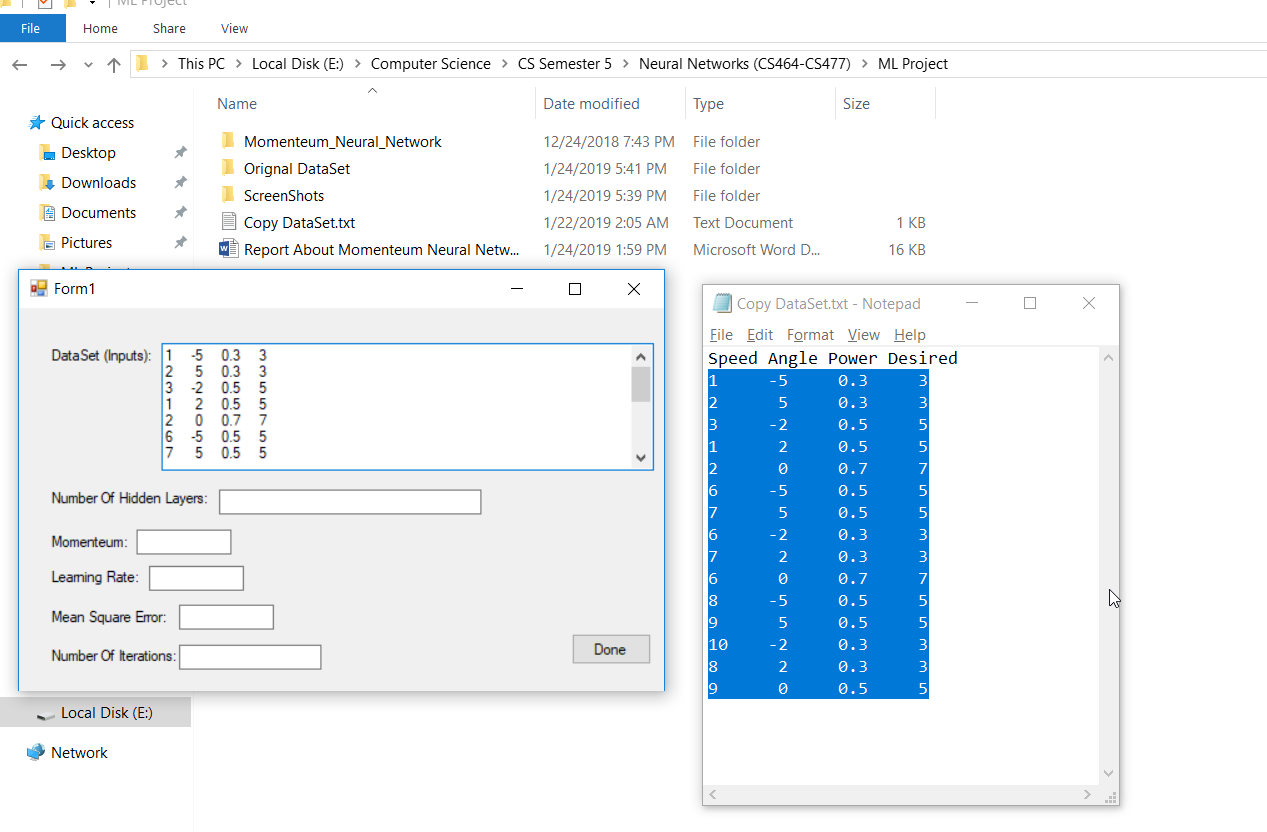 ML Project
File Home Share View
This PC > Local Disk (E:) > Computer Science > CS Semester 5 > Neural Networks (CS464-CS477) > ML Project
Name Date modified Type Size
Quick access
Desktop
Downloads
Documents
Pictures
Momenteum_Neural_Network 12/24/2018 7:43 PM File folder
Orignal DataSet 1/24/2019 5:41 PM File folder
ScreenShots 1/24/2019 5:39 PM File folder
Copy DataSet.txt 1/22/2019 2:05 AM Text Document 1 KB
Report About Momenteum Neural Netw... 1/24/2019 1:59 PM Microsoft Word D... 16 KB
Form1
DataSet (Inputs):
1 -5 0.3 3
2 5 0.3 3
3 -2 0.5 5
1 2 0.5 5
2 0 0.7 7
6 -5 0.5 5
7 5 0.5 5
Number Of Hidden Layers:
Momenteum:
Learning Rate:
Mean Square Error:
Number Of Iterations:
Done
Local Disk (E:)
Network
Copy DataSet.txt - Notepad
File Edit Format View Help
Speed Angle Power Desired
1 -5 0.3 3
2 5 0.3 3
3 -2 0.5 5
1 2 0.5 5
2 0 0.7 7
6 -5 0.5 5
7 5 0.5 5
6 -2 0.3 3
7 2 0.3 3
6 0 0.7 7
8 -5 0.5 5
9 5 0.5 5
10 -2 0.3 3
8 2 0.3 3
9 0 0.5 5